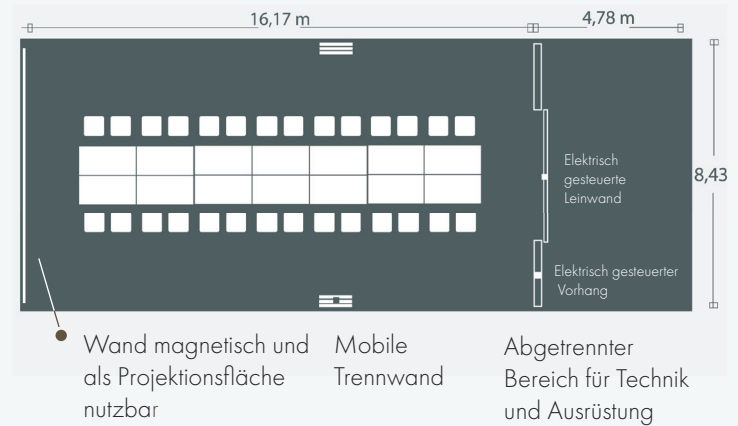 16,17 m
4,78 m
8,43
Elektrisch
gesteuerte
Leinwand
Elektrisch gesteuerter
Vorhang
Wand magnetisch und
als Projektionsfläche
nutzbar
Mobile
Trennwand
Abgetrennter
Bereich für Technik
und Ausrüstung